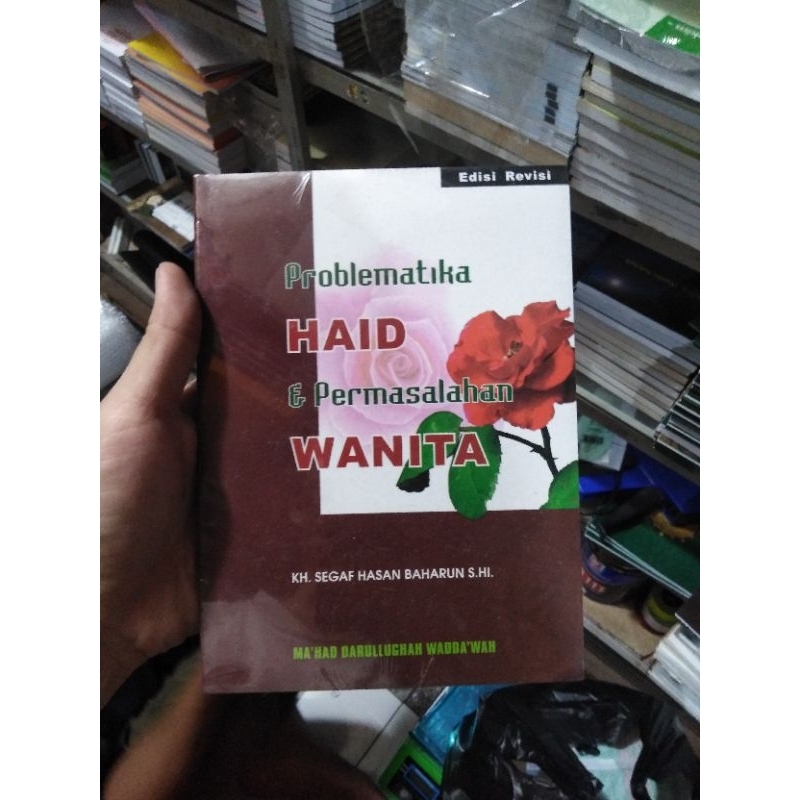 Edisi Revisi
Problematika
HAID
& Permasalahan
WANITA
KH. SEGAF HASAN BAHARUN S.HI.
MA'HAD DARULLUGHAH WADDA'WAH